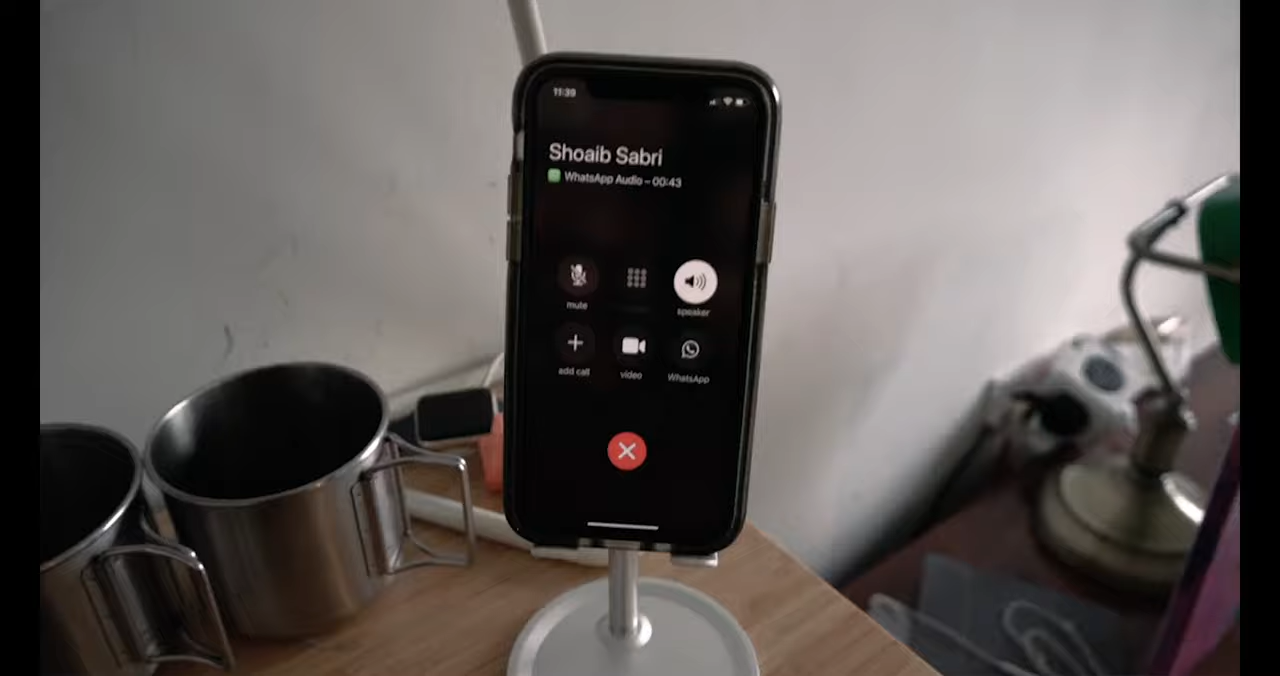 11:39
Shoaib Sabri
WhatsApp Audio – 00:43
mute
speaker
add call
video
WhatsApp